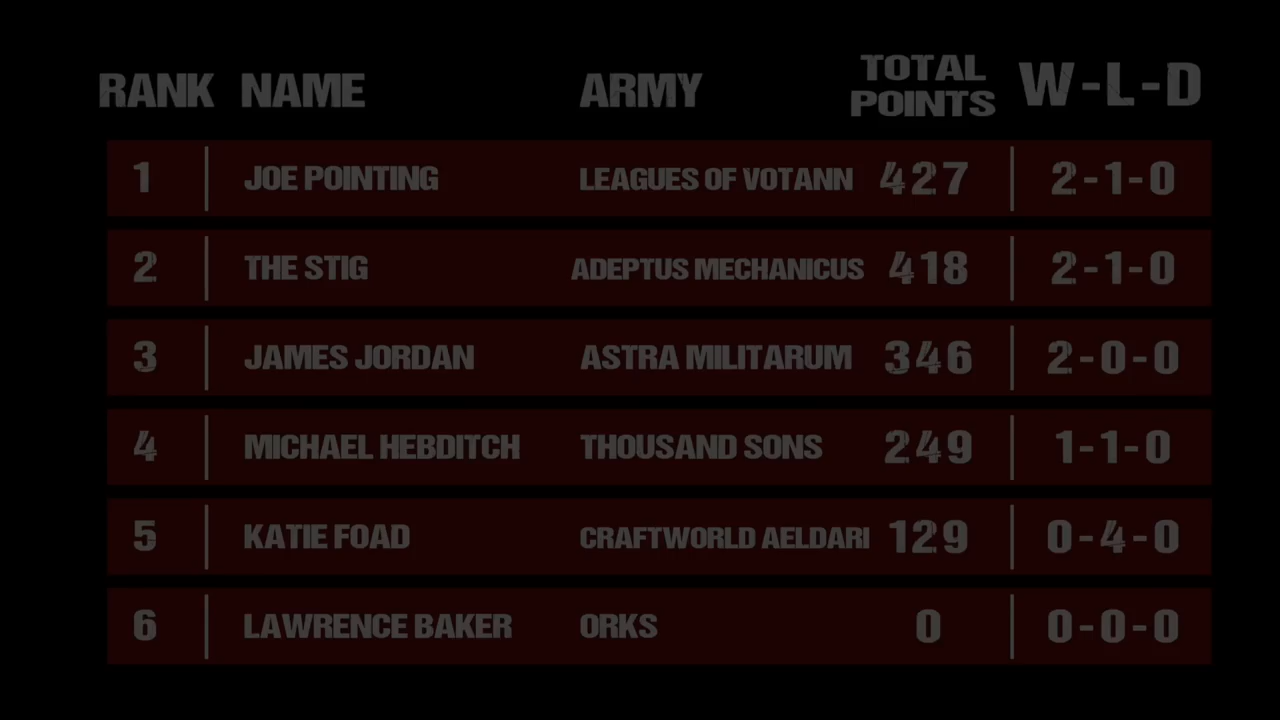 RANK NAME ARMY TOTAL POINTS W-L-D
1 JOE POINTING LEAGUES OF VOTANN 427 2-1-0
2 THE STIG ADEPTUS MECHANICUS 418 2-1-0
3 JAMES JORDAN ASTRA MILITARUM 346 2-0-0
4 MICHAEL HEBDITCH THOUSAND SONS 249 1-1-0
5 KATIE FOAD CRAFTWORLD AELDARI 129 0-4-0
6 LAWRENCE BAKER ORKS 0 0-0-0